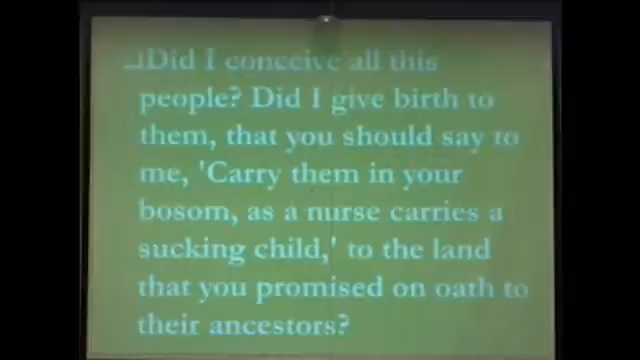 Did I conceive all this
people? Did I give birth to
them, that you should say to
me, 'Carry them in your
bosom, as a nurse carries a
sucking child,' to the land
that you promised on oath to
their ancestors?